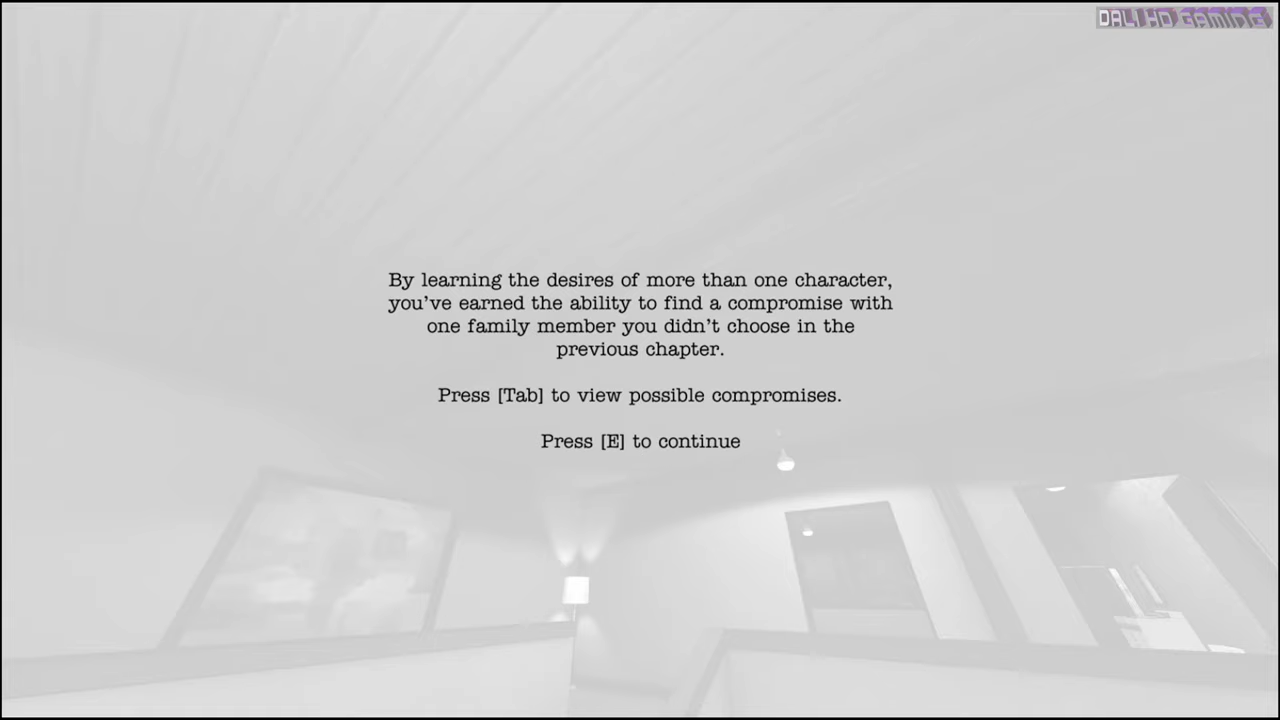 DALI HD GAMING
By learning the desires of more than one character,
you've earned the ability to find a compromise with
one family member you didn't choose in the
previous chapter.
Press [Tab] to view possible compromises.
Press [E] to continue